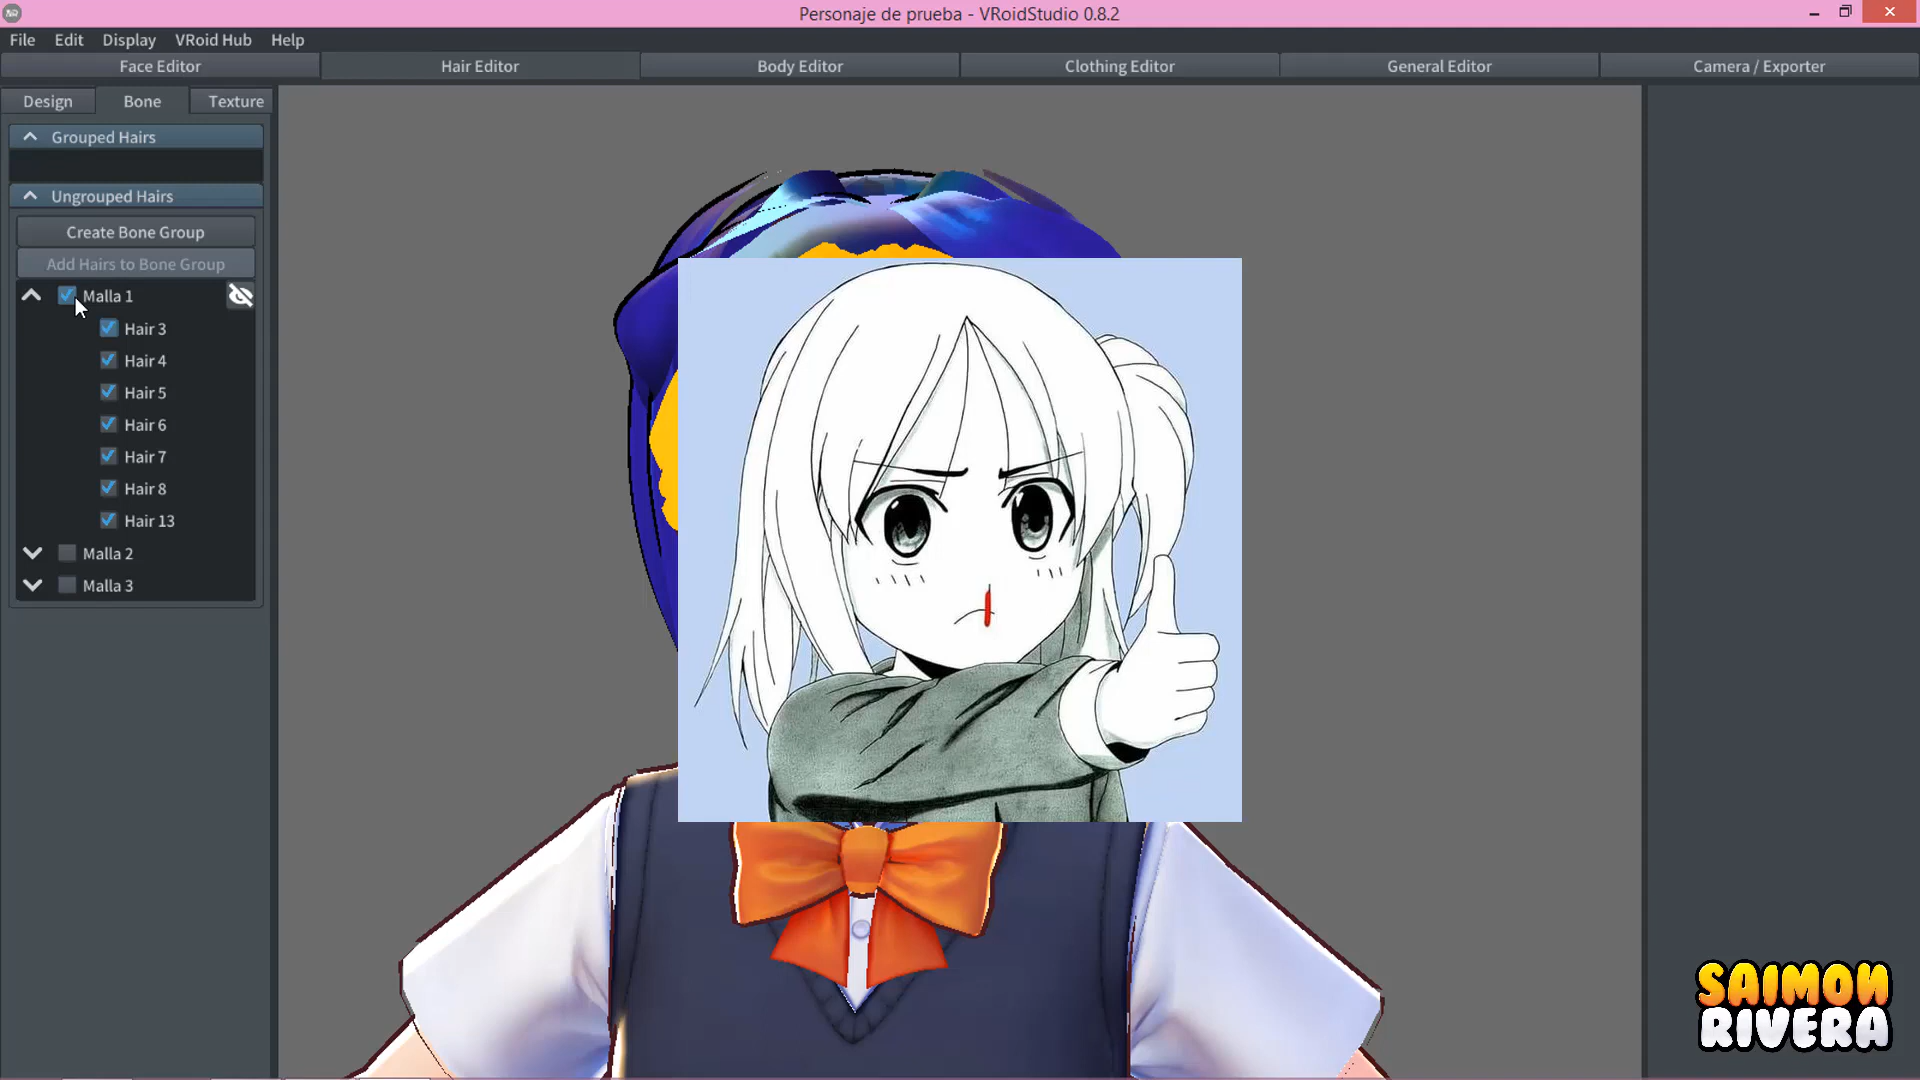 Personaje de prueba - VRoidStudio 0.8.2
File Edit Display VRoid Hub Help
Face Editor Hair Editor Body Editor Clothing Editor General Editor Camera / Exporter
Design Bone Texture
Grouped Hairs
Ungrouped Hairs
Create Bone Group
Add Hairs to Bone Group
Malla 1
Hair 3
Hair 4
Hair 5
Hair 6
Hair 7
Hair 8
Hair 13
Malla 2
Malla 3
SAIMON
RIVERA